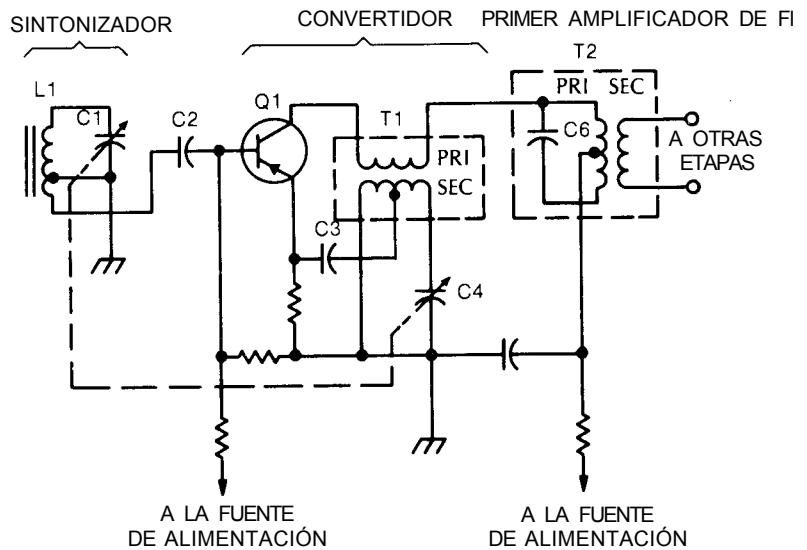 SINTONIZADOR
CONVERTIDOR
PRIMER AMPLIFICADOR DE FI
L1
C1
C2
Q1
T1
PRI
SEC
T2
PRI SEC
C6
A OTRAS
ETAPAS
C3
C4
A LA FUENTE
DE ALIMENTACIÓN
A LA FUENTE
DE ALIMENTACIÓN